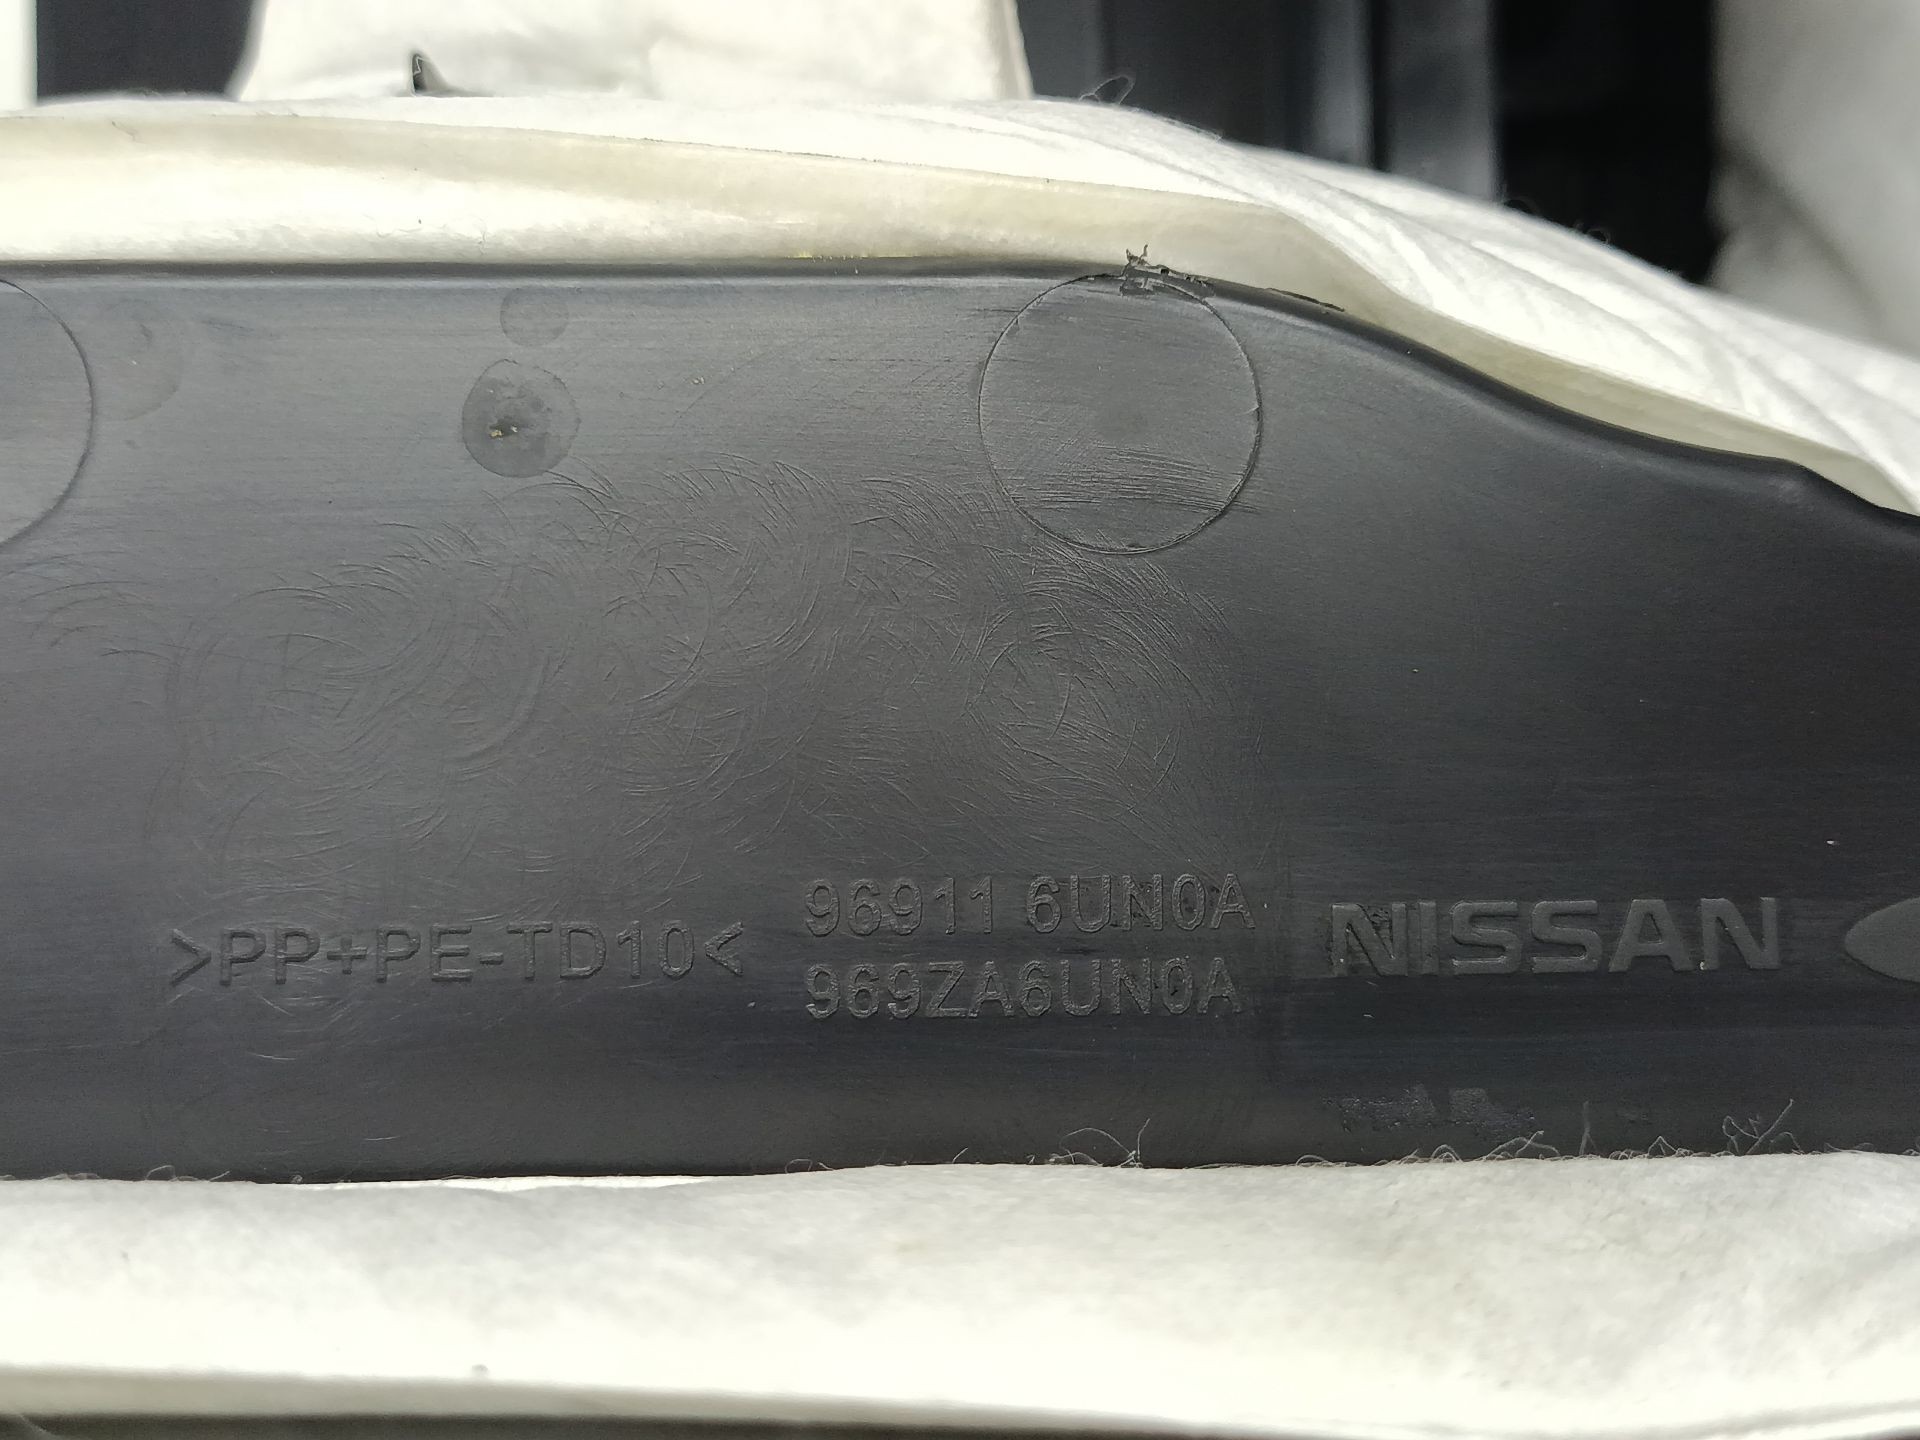 >PP+PE-TD10<
96911 6UN0A
969ZA6UN0A
NISSAN